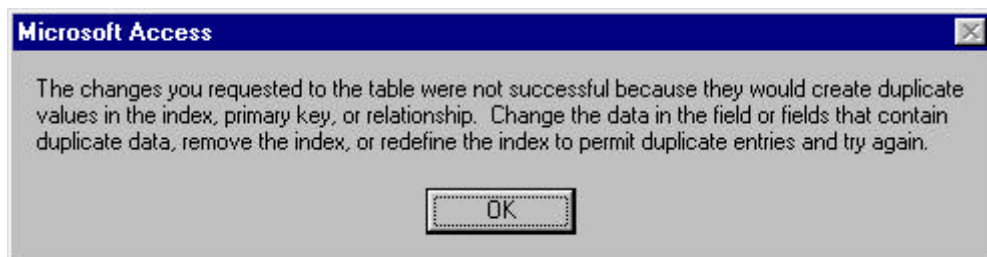 Microsoft Access
The changes you requested to the table were not successful because they would create duplicate
values in the index, primary key, or relationship.  Change the data in the field or fields that contain
duplicate data, remove the index, or redefine the index to permit duplicate entries and try again.
OK